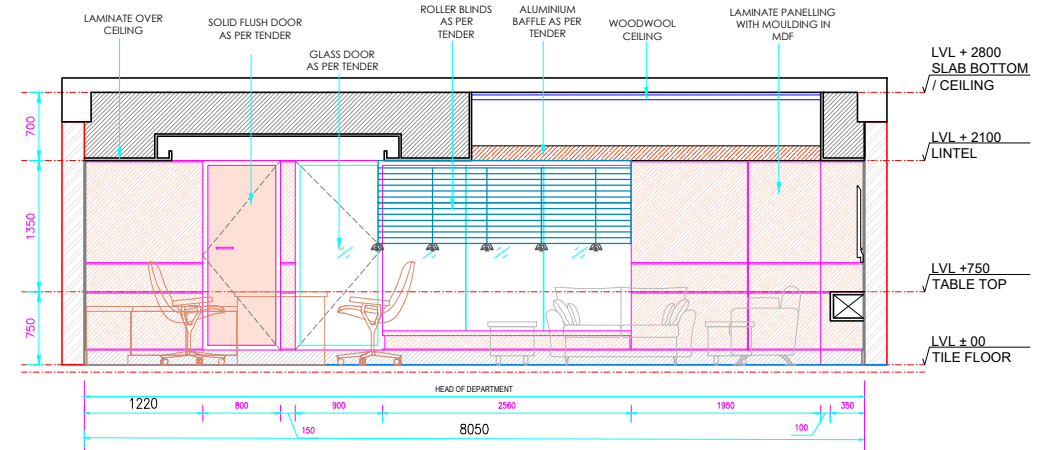 LAMINATE OVER
CEILING
SOLID FLUSH DOOR
AS PER TENDER
GLASS DOOR
AS PER TENDER
ROLLER BLINDS
AS PER
TENDER
ALUMINIUM
BAFFLE AS PER
TENDER
WOODWOOL
CEILING
LAMINATE PANELLING
WITH MOULDING IN
MDF
LVL + 2800
SLAB BOTTOM
/ CEILING
700
LVL + 2100
LINTEL
1350
LVL +750
TABLE TOP
750
LVL ± 00
TILE FLOOR
HEAD OF DEPARTMENT
1220
800
900
2560
1950
350
150
8050
100